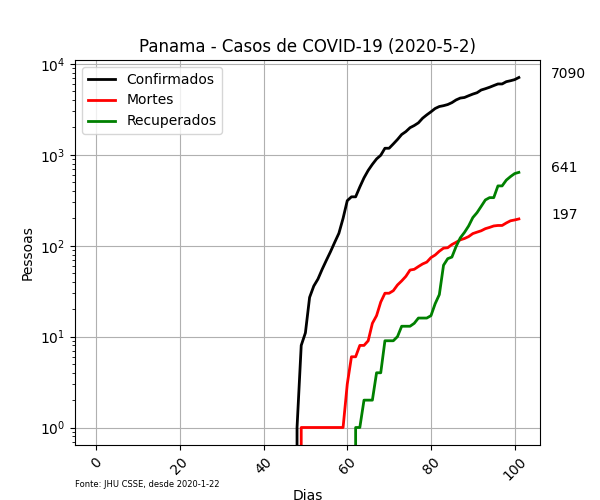 Panama - Casos de COVID-19 (2020-5-2)
Confirmados
Mortes
Recuperados
10⁴
10³
10²
10¹
10⁰
Pessoas
7090
641
197
0
20
40
60
80
100
Fonte: JHU CSSE, desde 2020-1-22
Dias